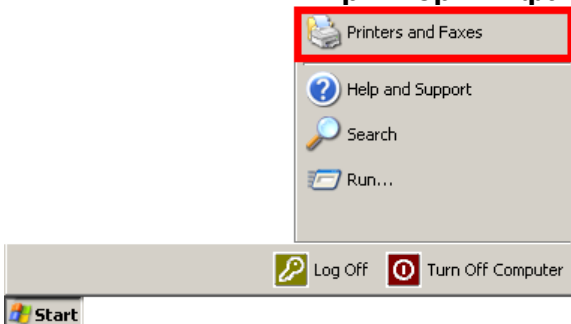 Printers and Faxes
Help and Support
Search
Run...
Log Off Turn Off Computer
Start